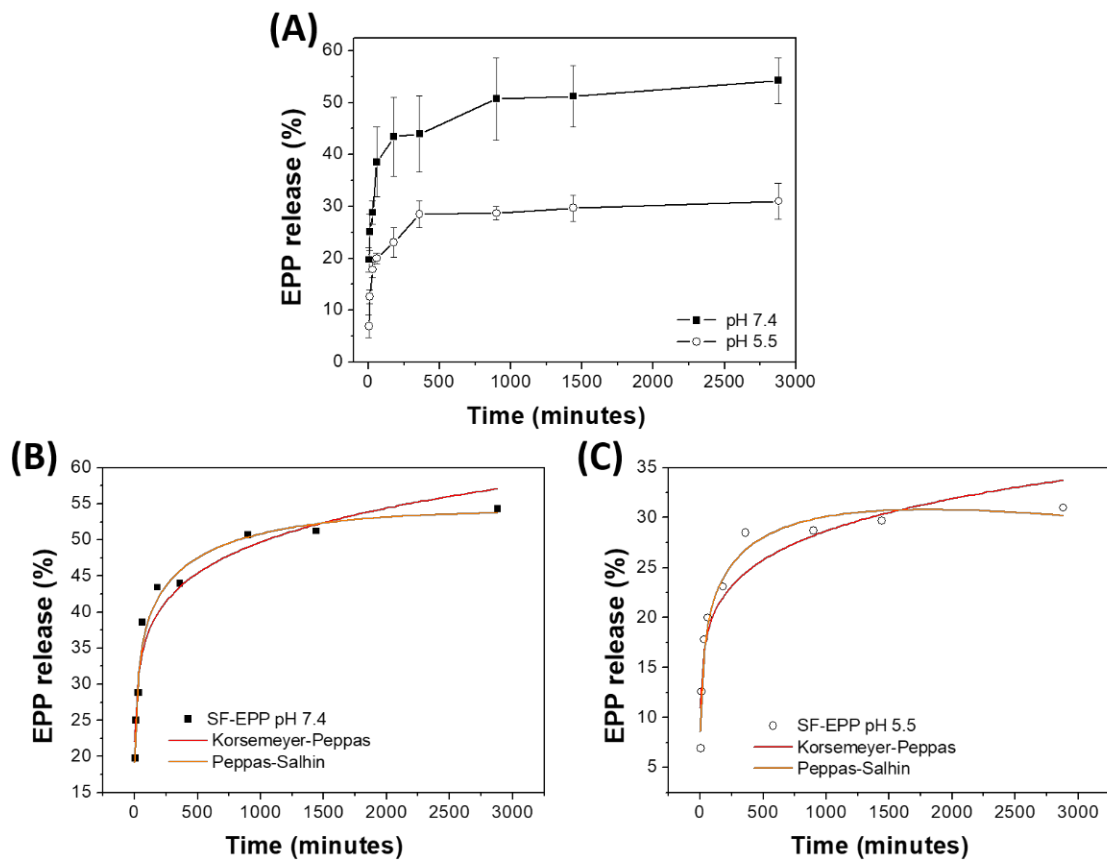 (A)
EPP release (%)
60
50
40
30
20
10
0
pH 7.4
pH 5.5
0 500 1000 1500 2000 2500 3000
Time (minutes)
(B)
EPP release (%)
60
55
50
45
40
35
30
25
20
15
SF-EPP pH 7.4
Korsemeyer-Peppas
Peppas-Salhin
0 500 1000 1500 2000 2500 3000
Time (minutes)
(C)
EPP release (%)
35
30
25
20
15
10
5
SF-EPP pH 5.5
Korsemeyer-Peppas
Peppas-Salhin
0 500 1000 1500 2000 2500 3000
Time (minutes)